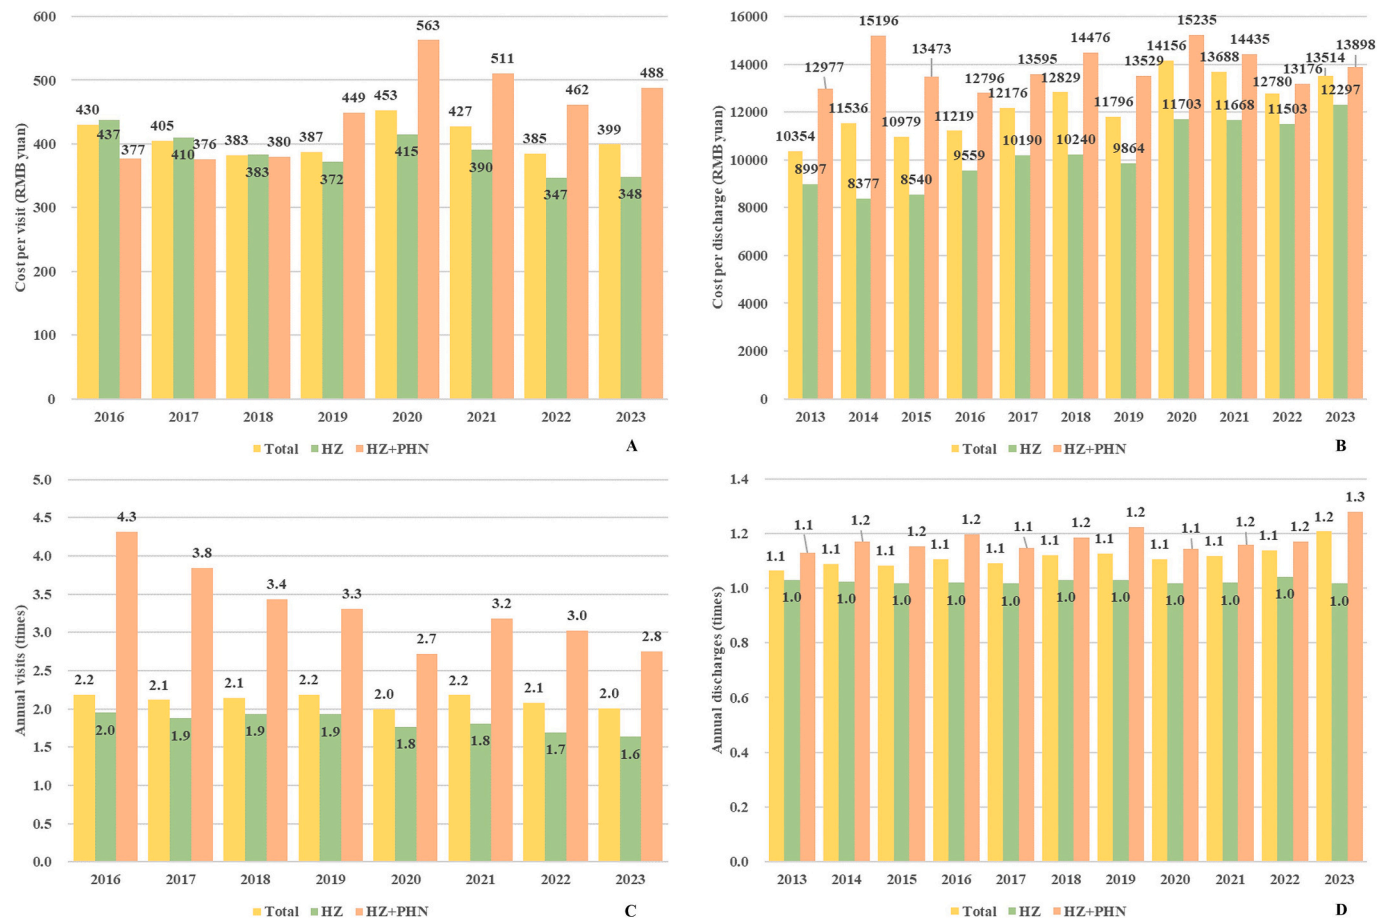 Cost per visit (RMB yuan)
600
500
400
300
200
100
0
430 437 377
405 410 376
383 383 380
387 372 449
453 415 563
427 390 511
385 347 462
399 348 488
2016 2017 2018 2019 2020 2021 2022 2023
Total HZ HZ+PHN
A
Cost per discharge (RMB yuan)
16000
14000
12000
10000
8000
6000
4000
2000
0
10354 8997 12977
11536 8377 15196
10979 8540 13473
11219 9559 12796
12176 10190 13595
12829 10240 14476
11796 9864 13529
14156 11703 15235
13688 11668 14435
12780 11503 13176
13514 12297 13898
2013 2014 2015 2016 2017 2018 2019 2020 2021 2022 2023
Total HZ HZ+PHN
B
Annual visits (times)
5.0
4.5
4.0
3.5
3.0
2.5
2.0
1.5
1.0
0.5
0.0
2.2 2.0 4.3
2.1 1.9 3.8
2.1 1.9 3.4
2.2 1.9 3.3
2.0 1.8 2.7
2.2 1.8 3.2
2.1 1.7 3.0
2.0 1.6 2.8
2016 2017 2018 2019 2020 2021 2022 2023
Total HZ HZ+PHN
C
Annual discharges (times)
1.4
1.2
1.0
0.8
0.6
0.4
0.2
0.0
1.1 1.0 1.1
1.1 1.0 1.2
1.1 1.0 1.2
1.1 1.0 1.2
1.1 1.0 1.1
1.1 1.0 1.2
1.1 1.0 1.2
1.1 1.0 1.1
1.1 1.0 1.2
1.1 1.0 1.2
1.2 1.0 1.3
2013 2014 2015 2016 2017 2018 2019 2020 2021 2022 2023
Total HZ HZ+PHN
D